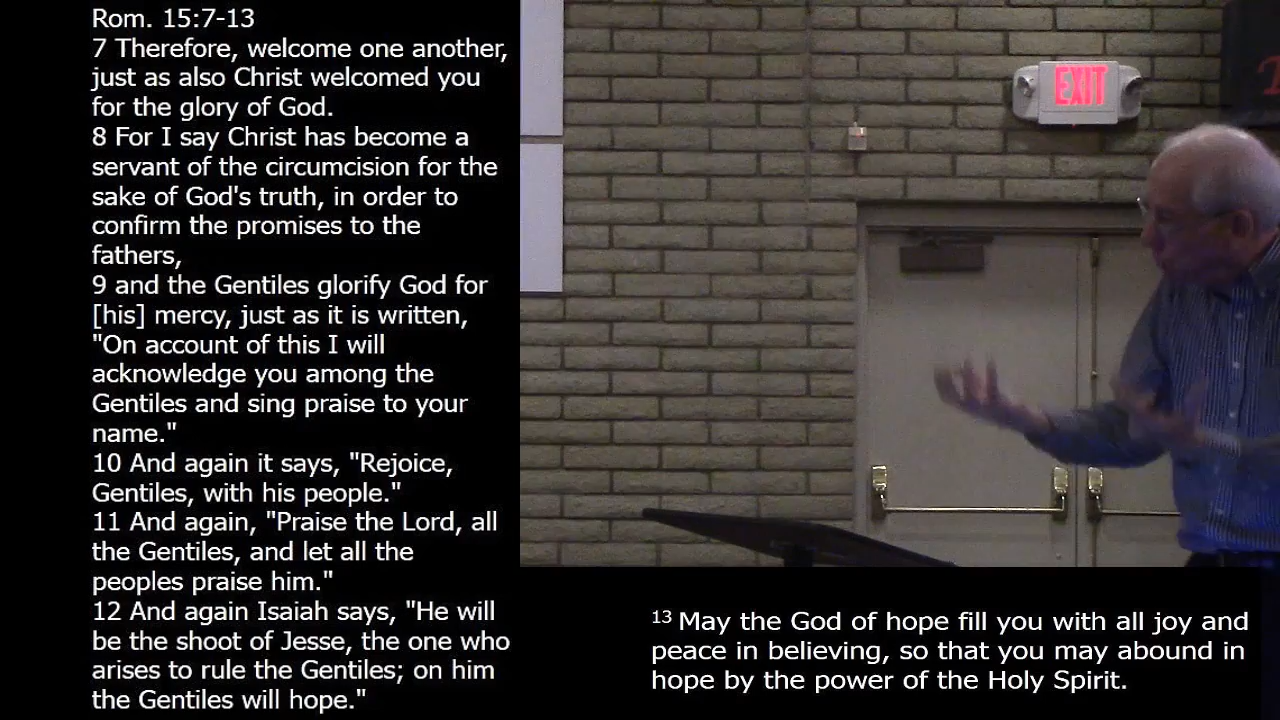 Rom. 15:7-13
7 Therefore, welcome one another,
just as also Christ welcomed you
for the glory of God.
8 For I say Christ has become a
servant of the circumcision for the
sake of God's truth, in order to
confirm the promises to the
fathers,
9 and the Gentiles glorify God for
[his] mercy, just as it is written,
"On account of this I will
acknowledge you among the
Gentiles and sing praise to your
name."
10 And again it says, "Rejoice,
Gentiles, with his people."
11 And again, "Praise the Lord, all
the Gentiles, and let all the
peoples praise him."
12 And again Isaiah says, "He will
be the shoot of Jesse, the one who
arises to rule the Gentiles; on him
the Gentiles will hope."
EXIT
13 May the God of hope fill you with all joy and
peace in believing, so that you may abound in
hope by the power of the Holy Spirit.